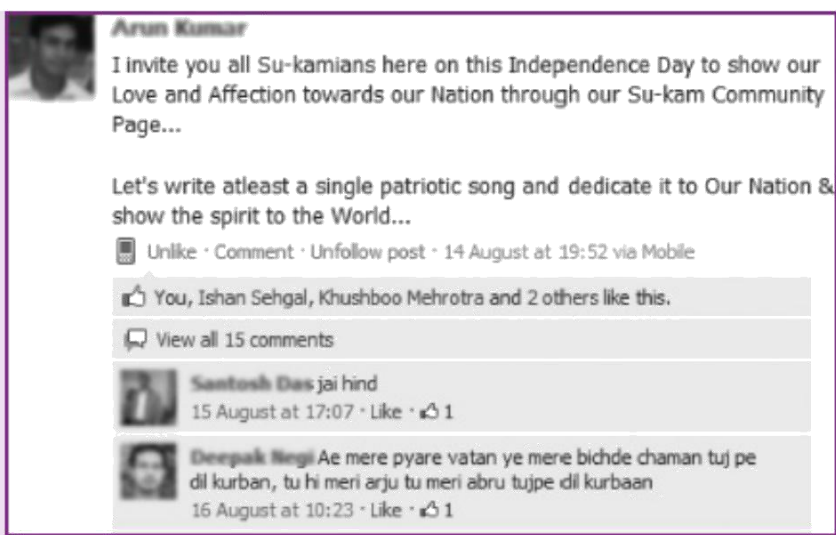 Arun Kumar
I invite you all Su-kamians here on this Independence Day to show our
Love and Affection towards our Nation through our Su-kam Community
Page...
Let's write atleast a single patriotic song and dedicate it to Our Nation &
show the spirit to the World...
Unlike · Comment · Unfollow post · 14 August at 19:52 via Mobile
You, Ishan Sehgal, Khushboo Mehrotra and 2 others like this.
View all 15 comments
Santosh Das jai hind
15 August at 17:07 · Like · 1
Deepak Negi Ae mere pyare vatan ye mere bichde chaman tuj pe
dil kurban, tu hi meri arju tu meri abru tujpe dil kurbaan
16 August at 10:23 · Like · 1